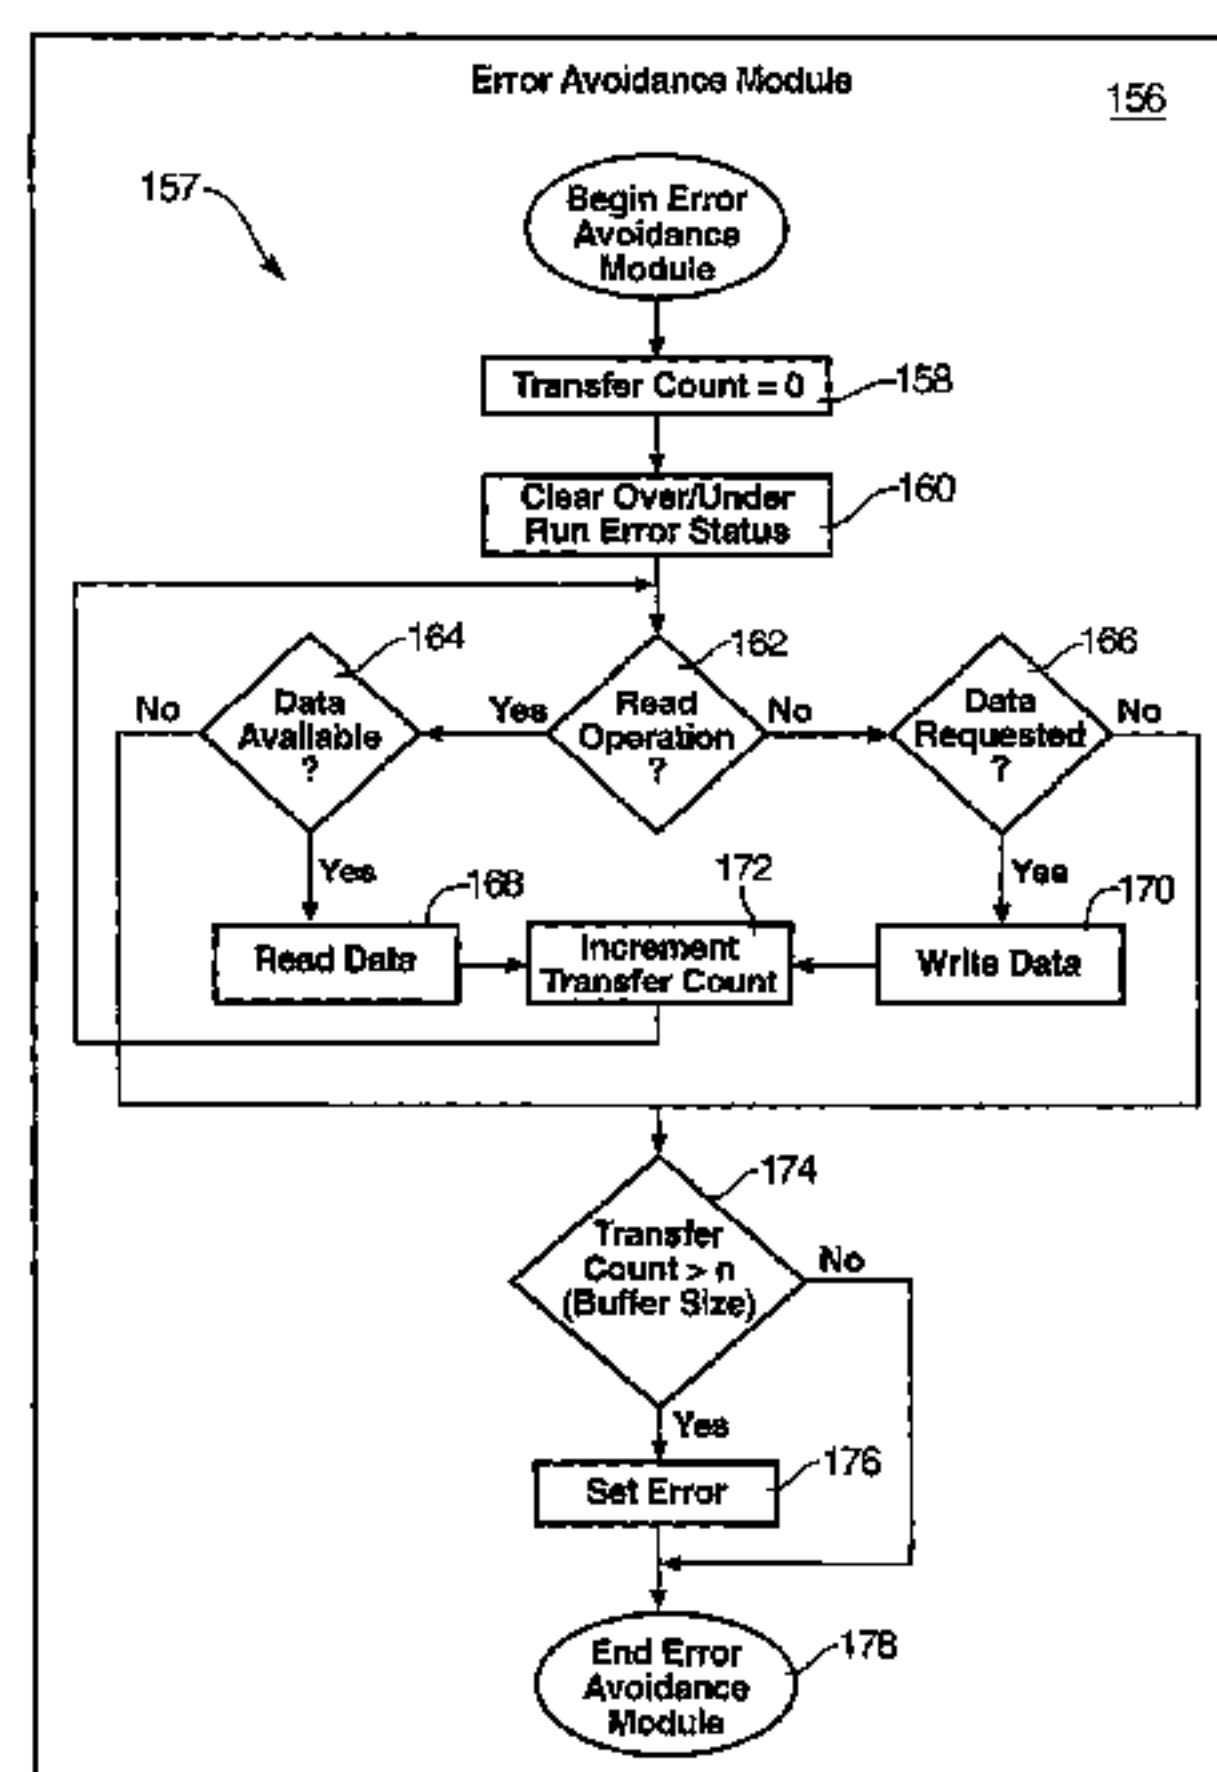 Error Avoidance Module
156
157
Begin Error
Avoidance
Module
Transfer Count = 0
158
Clear Over/Under
Run Error Status
160
164
162
166
No
Data
Available
?
Yes
Read
Operation
?
No
Data
Requested
?
No
Yes
168
172
Yes
170
Read Data
Increment
Transfer Count
Write Data
174
Transfer
Count > n
(Buffer Size)
No
Yes
Set Error
176
End Error
Avoidance
Module
178